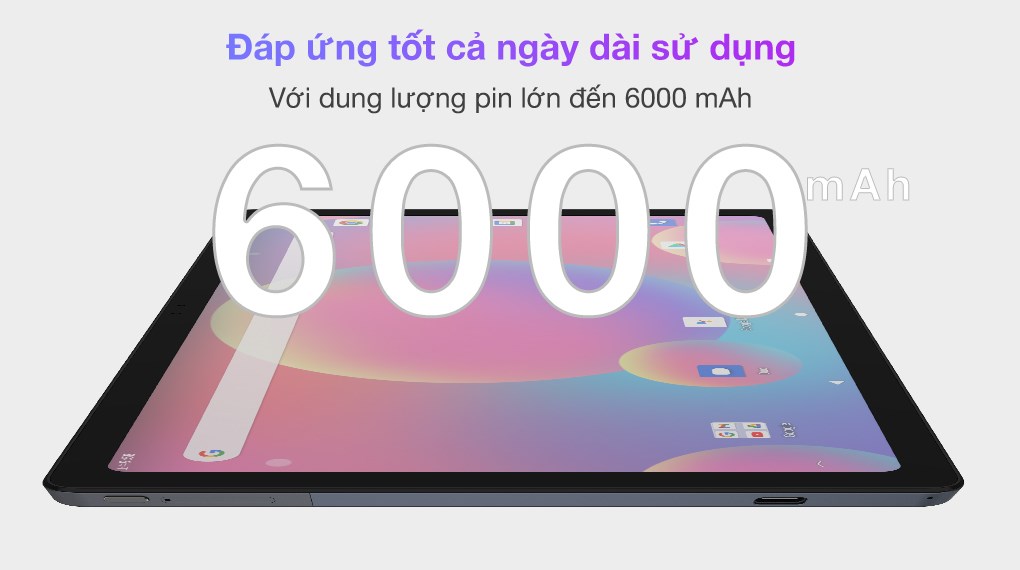 Đáp ứng tốt cả ngày dài sử dụng
Với dung lượng pin lớn đến 6000 mAh
6000 mAh